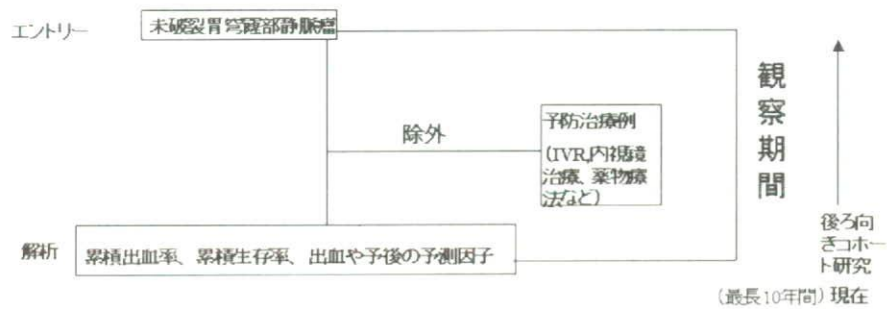 エントリー
未破裂胃穹窿部静脈瘤
除外
予防治療例
(IVR,内視鏡
治療、薬物療
法など)
観察期間
解析
累積出血率、累積生存率、出血や予後の予測因子
後ろ向
きコホー
ト研究
(最長10年間) 現在